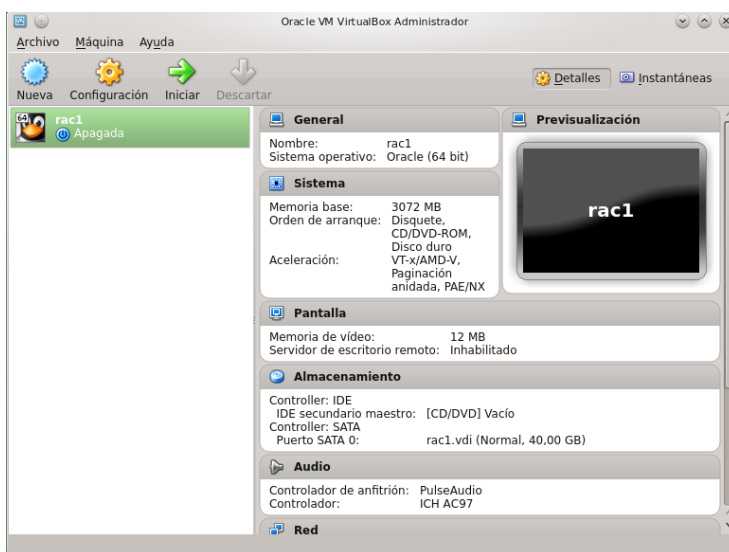 Oracle VM VirtualBox Administrador
Archivo Máquina Ayuda
Nueva Configuración Iniciar Descartar
Detalles Instantáneas
64 rac1
Apagada
General
Nombre: rac1
Sistema operativo: Oracle (64 bit)
Sistema
Memoria base: 3072 MB
Orden de arranque: Disquete,
CD/DVD-ROM,
Disco duro
Aceleración: VT-x/AMD-V,
Paginación
anidada, PAE/NX
Previsualización
rac1
Pantalla
Memoria de vídeo: 12 MB
Servidor de escritorio remoto: Inhabilitado
Almacenamiento
Controller: IDE
IDE secundario maestro: [CD/DVD] Vacío
Controller: SATA
Puerto SATA 0: rac1.vdi (Normal, 40,00 GB)
Audio
Controlador de anfitrión: PulseAudio
Controlador: ICH AC97
Red